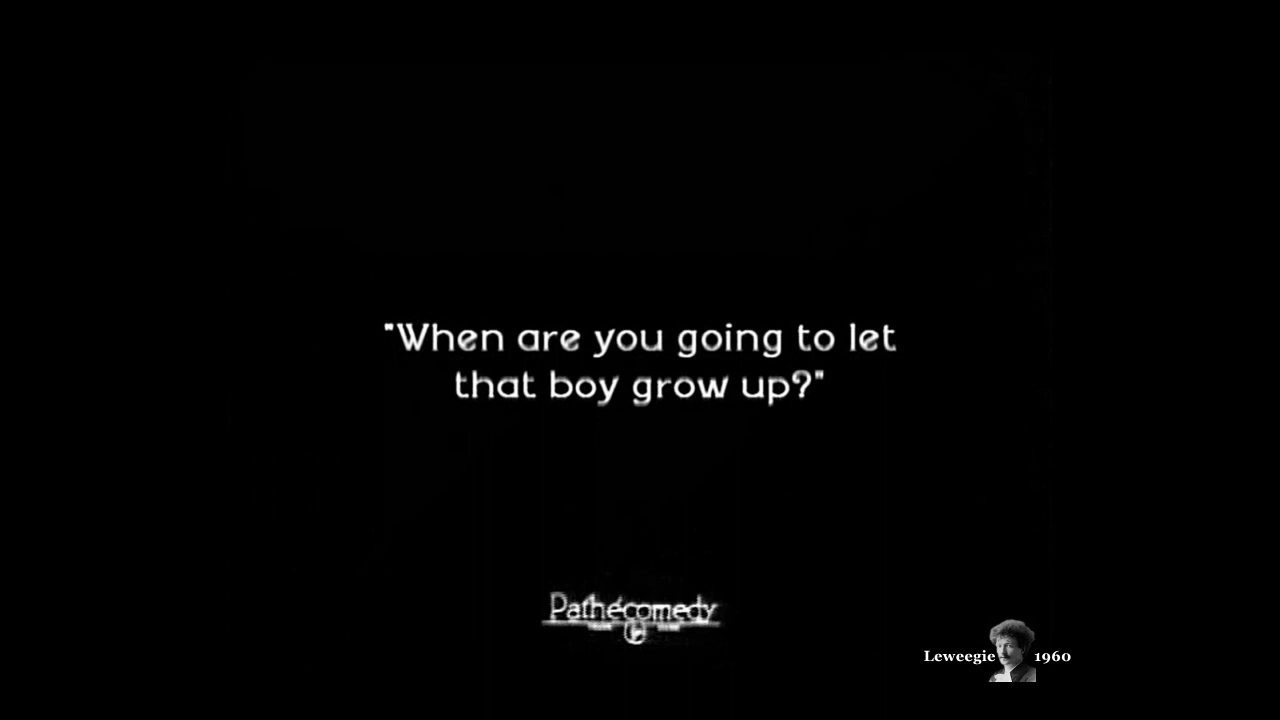 "When are you going to let
that boy grow up?"
Pathécomedy
Leweegie 1960